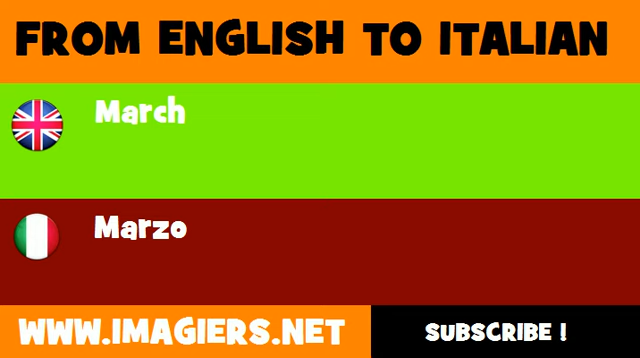 FROM ENGLISH TO ITALIAN
March
Marzo
WWW.IMAGIERS.NET
SUBSCRIBE !